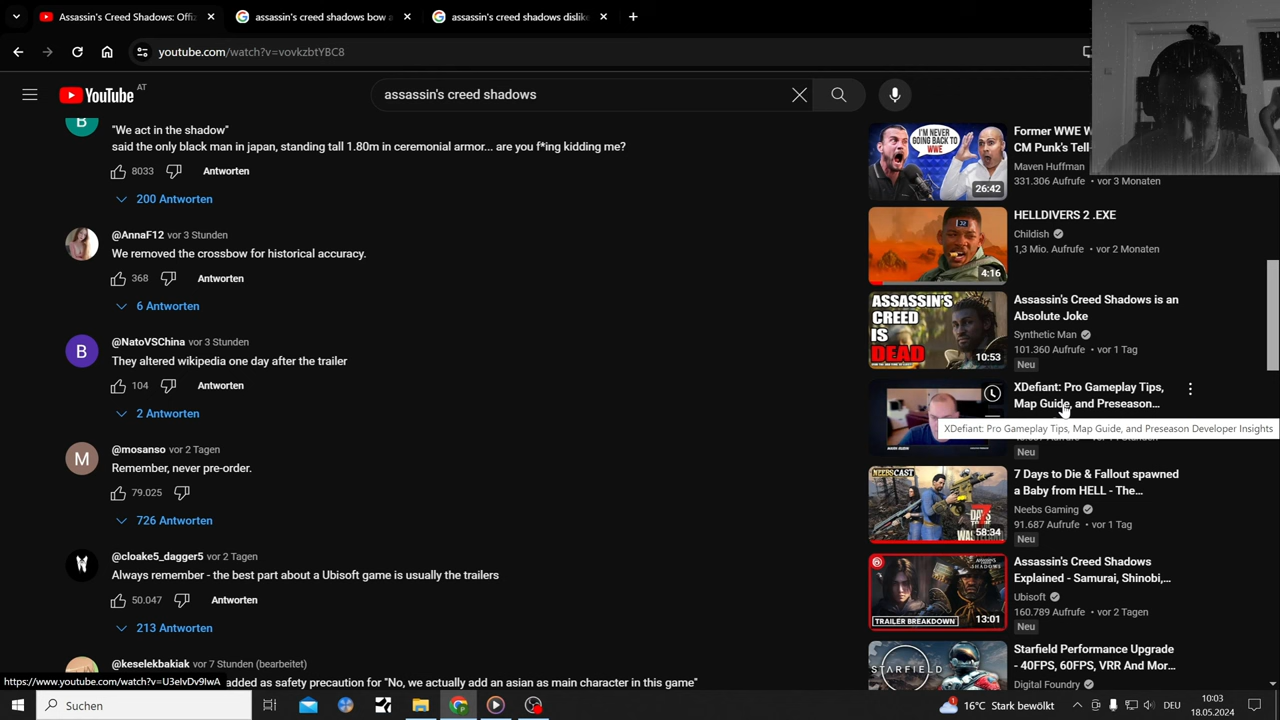 Assassin's Creed Shadows: Offi
assassin's creed shadows bow a
assassin's creed shadows dislik
youtube.com/watch?v=vovkzbtYBC8
YouTube AT
assassin's creed shadows
B
"We act in the shadow"
said the only black man in japan, standing tall 1.80m in ceremonial armor... are you f*ing kidding me?
8033 Antworten
200 Antworten
@AnnaF12 vor 3 Stunden
We removed the crossbow for historical accuracy.
368 Antworten
6 Antworten
B
@NatoVSChina vor 3 Stunden
They altered wikipedia one day after the trailer
104 Antworten
2 Antworten
M
@mosanso vor 2 Tagen
Remember, never pre-order.
79.025
726 Antworten
@cloake5_dagger5 vor 2 Tagen
Always remember - the best part about a Ubisoft game is usually the trailers
50.047 Antworten
213 Antworten
@keselekbakiak vor 7 Stunden (bearbeitet)
added as safety precaution for "No, we actually add an asian as main character in this game"
https://www.youtube.com/watch?v=U3elvDv9IwA
I'M NEVER
GOING BACK TO
WWE
26:42
Former WWE W
CM Punk's Tell-
Maven Huffman
331.306 Aufrufe • vor 3 Monaten
4:16
HELLDIVERS 2 .EXE
Childish
1,3 Mio. Aufrufe • vor 2 Monaten
ASSASSIN'S
CREED IS
DEAD
10:53
Assassin's Creed Shadows is an
Absolute Joke
Synthetic Man
101.360 Aufrufe • vor 1 Tag
Neu
XDefiant: Pro Gameplay Tips,
Map Guide, and Preseason...
XDefiant: Pro Gameplay Tips, Map Guide, and Preseason Developer Insights
Neu
NEEBSCAST
7
DAYS
TO
58:34
7 Days to Die & Fallout spawned
a Baby from HELL - The...
Neebs Gaming
91.687 Aufrufe • vor 1 Tag
Neu
ASSASSIN'S CREED
SHADOWS
TRAILER BREAKDOWN
13:01
Assassin's Creed Shadows
Explained - Samurai, Shinobi,...
Ubisoft
160.789 Aufrufe • vor 2 Tagen
Neu
STARFIELD
Starfield Performance Upgrade
- 40FPS, 60FPS, VRR And Mor...
Digital Foundry
Suchen
16°C Stark bewölkt
DEU
10:03
18.05.2024